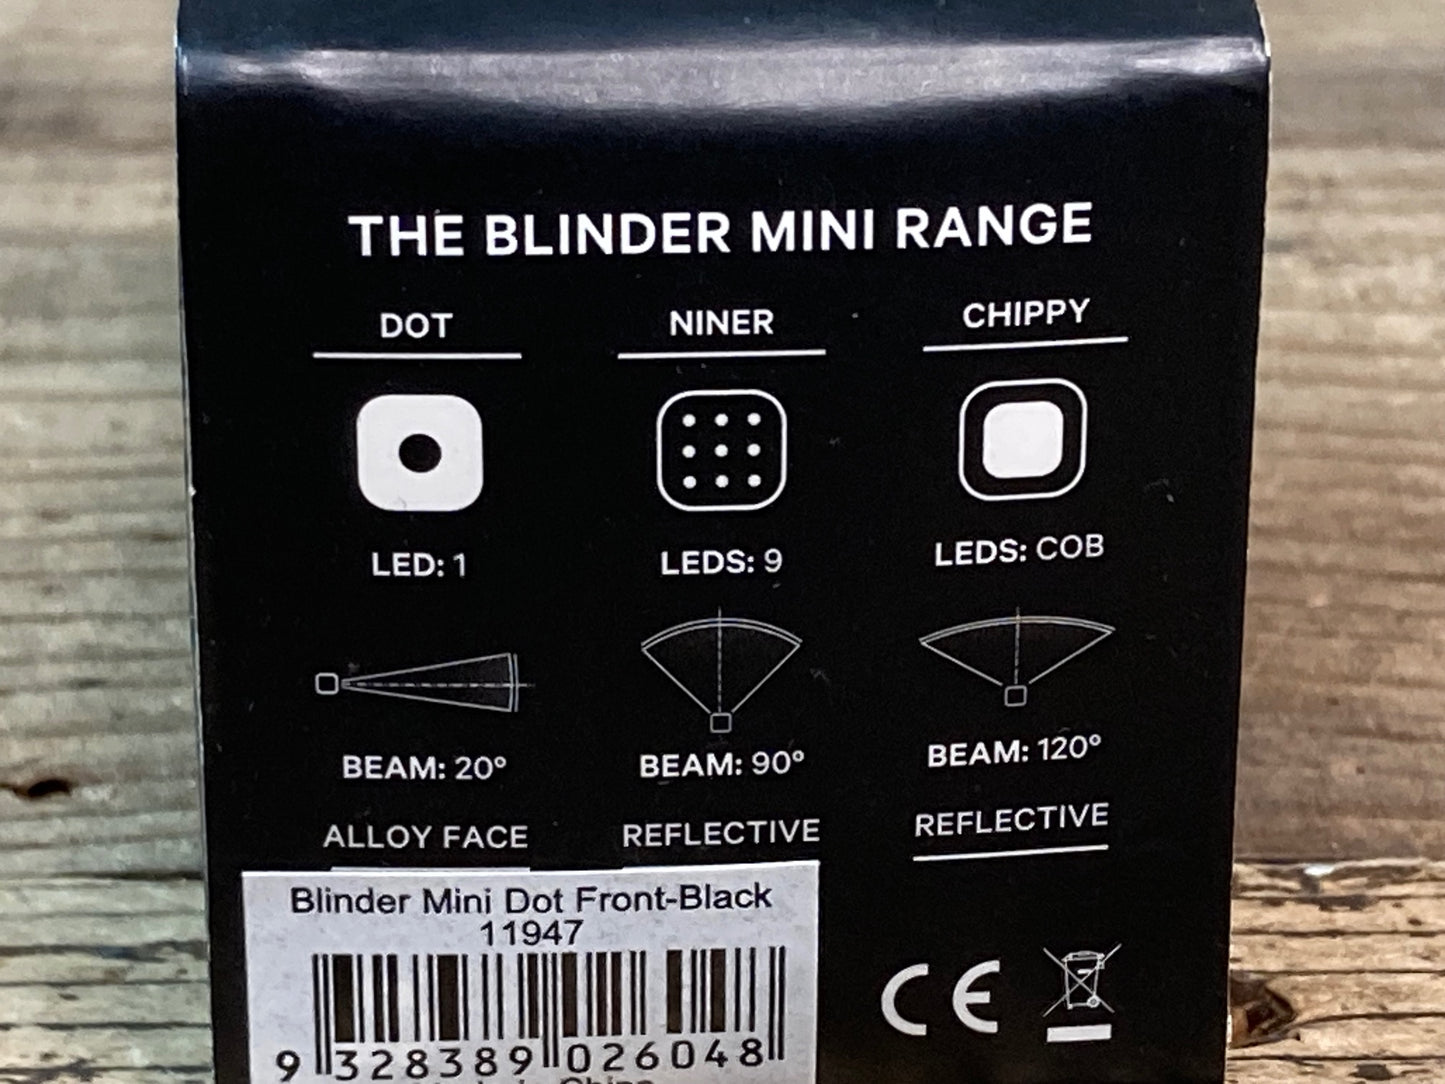 THE BLINDER MINI RANGE
DOT NINER CHIPPY
LED: 1 LEDS: 9 LEDS: COB
BEAM: 20° BEAM: 90° BEAM: 120°
ALLOY FACE REFLECTIVE REFLECTIVE
Blinder Mini Dot Front-Black
11947
CE
9 328389 026048
China